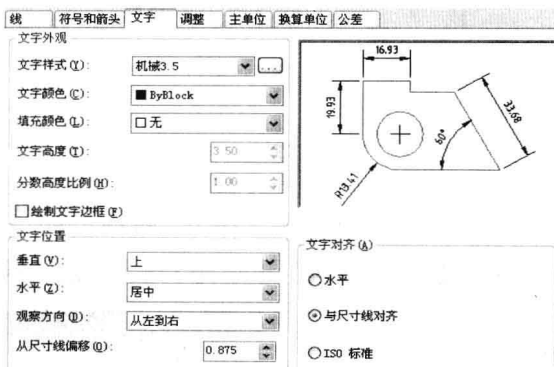 线 符号和箭头 文字 调整 主单位 换算单位 公差
文字外观
文字样式(Y): 机械3.5 ...
文字颜色(C): ByBlock
填充颜色(L): 无
文字高度(T): 3.50
分数高度比例(H): 1.00
绘制文字边框(F)
16.93
19.93
33.68
60°
R13.41
文字位置
垂直(V): 上
水平(Z): 居中
观察方向(D): 从左到右
从尺寸线偏移(O): 0.875
文字对齐(A)
水平
与尺寸线对齐
ISO 标准